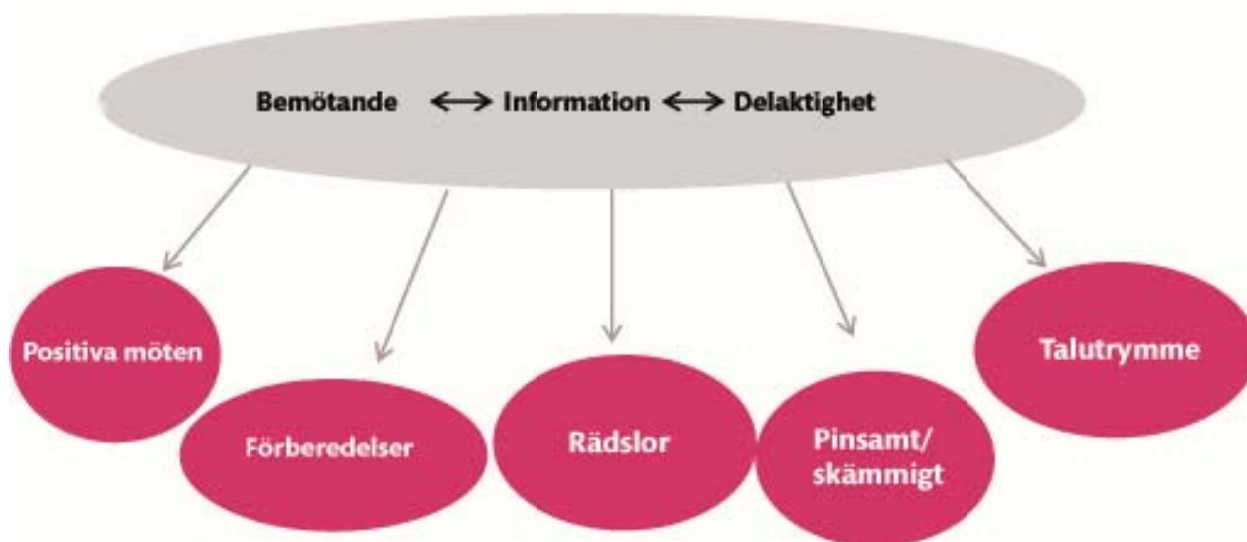 Bemötande ↔ Information ↔ Delaktighet
Positiva möten
Förberedelser
Rädslor
Pinsamt/
skämmigt
Talutrymme